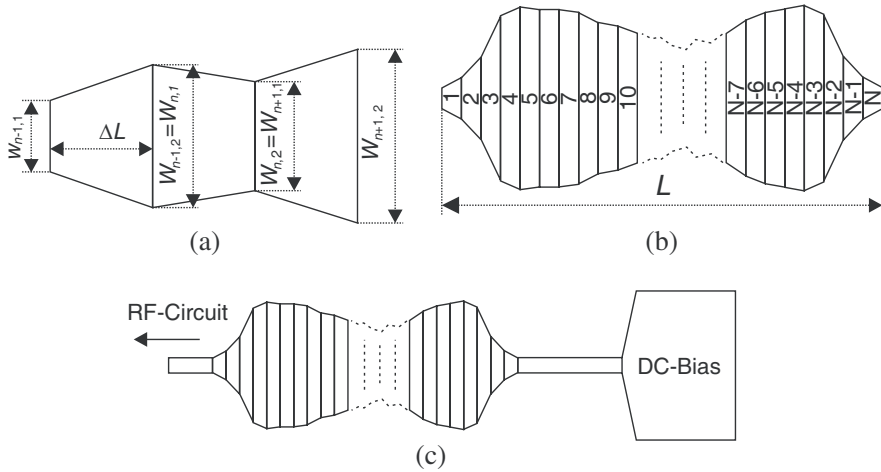 W_{n-1,1}
ΔL
W_{n-1,2}=W_{n,1}
W_{n,2}=W_{n+1,1}
W_{n+1,2}
(a)
1 2 3 4 5 6 7 8 9 10 N-7 N-6 N-5 N-4 N-3 N-2 N-1 N
L
(b)
RF-Circuit
DC-Bias
(c)